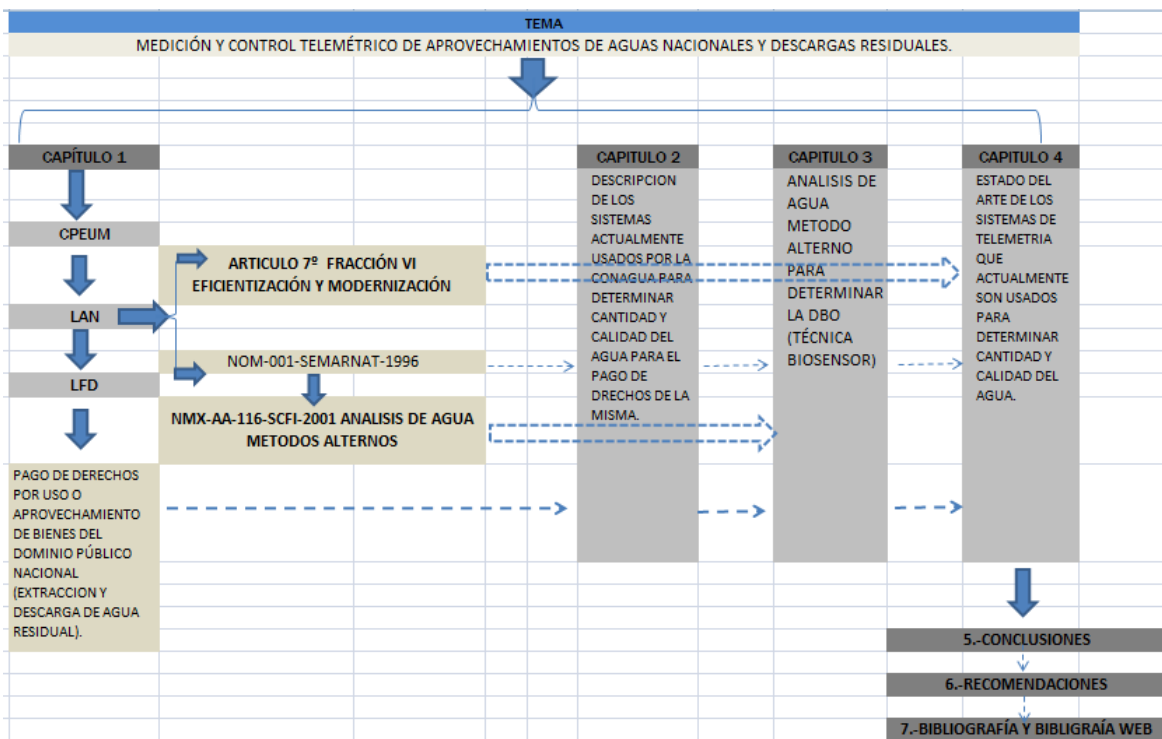 TEMA
MEDICIÓN Y CONTROL TELEMÉTRICO DE APROVECHAMIENTOS DE AGUAS NACIONALES Y DESCARGAS RESIDUALES.
CAPÍTULO 1
CPEUM
LAN
LFD
PAGO DE DERECHOS
POR USO O
APROVECHAMIENTO
DE BIENES DEL
DOMINIO PÚBLICO
NACIONAL
(EXTRACCION Y
DESCARGA DE AGUA
RESIDUAL).
ARTICULO 7º FRACCIÓN VI
EFICIENTIZACIÓN Y MODERNIZACIÓN
NOM-001-SEMARNAT-1996
NMX-AA-116-SCFI-2001 ANALISIS DE AGUA
METODOS ALTERNOS
CAPITULO 2
DESCRIPCION
DE LOS
SISTEMAS
ACTUALMENTE
USADOS POR LA
CONAGUA PARA
DETERMINAR
CANTIDAD Y
CALIDAD DEL
AGUA PARA EL
PAGO DE
DRECHOS DE LA
MISMA.
CAPITULO 3
ANALISIS DE
AGUA
METODO
ALTERNO
PARA
DETERMINAR
LA DBO
(TÉCNICA
BIOSENSOR)
CAPITULO 4
ESTADO DEL
ARTE DE LOS
SISTEMAS DE
TELEMETRIA
QUE
ACTUALMENTE
SON USADOS
PARA
DETERMINAR
CANTIDAD Y
CALIDAD DEL
AGUA.
5.-CONCLUSIONES
6.-RECOMENDACIONES
7.-BIBLIOGRAFÍA Y BIBLIGRAÍA WEB